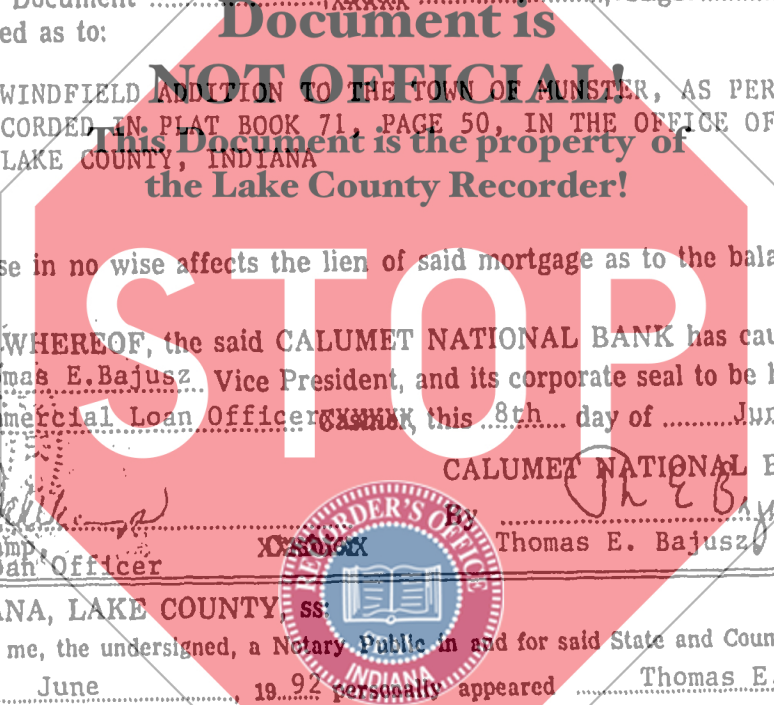 Document
Document is
ed as to:
NOT OFFICIAL!
WINDFIELD ADDITION TO THE TOWN OF MUNSTER, AS PER
CORDED IN PLAT BOOK 71, PAGE 50, IN THE OFFICE OF
This Document is the property of
LAKE COUNTY, INDIANA
the Lake County Recorder!
se in no wise affects the lien of said mortgage as to the bala
STOP
WHEREOF, the said CALUMET NATIONAL BANK has cau
mas E.Bajusz Vice President, and its corporate seal to be h
mercial Loan Officer Cashier, this 8th day of Jun
CALUMET NATIONAL B
By
amp, Cashier Thomas E. Bajusz
oan Officer
RECORDER'S OFFICE
INDIANA
ANA, LAKE COUNTY, ss:
me, the undersigned, a Notary Public in and for said State and Coun
June, 19 92 personally appeared Thomas E.